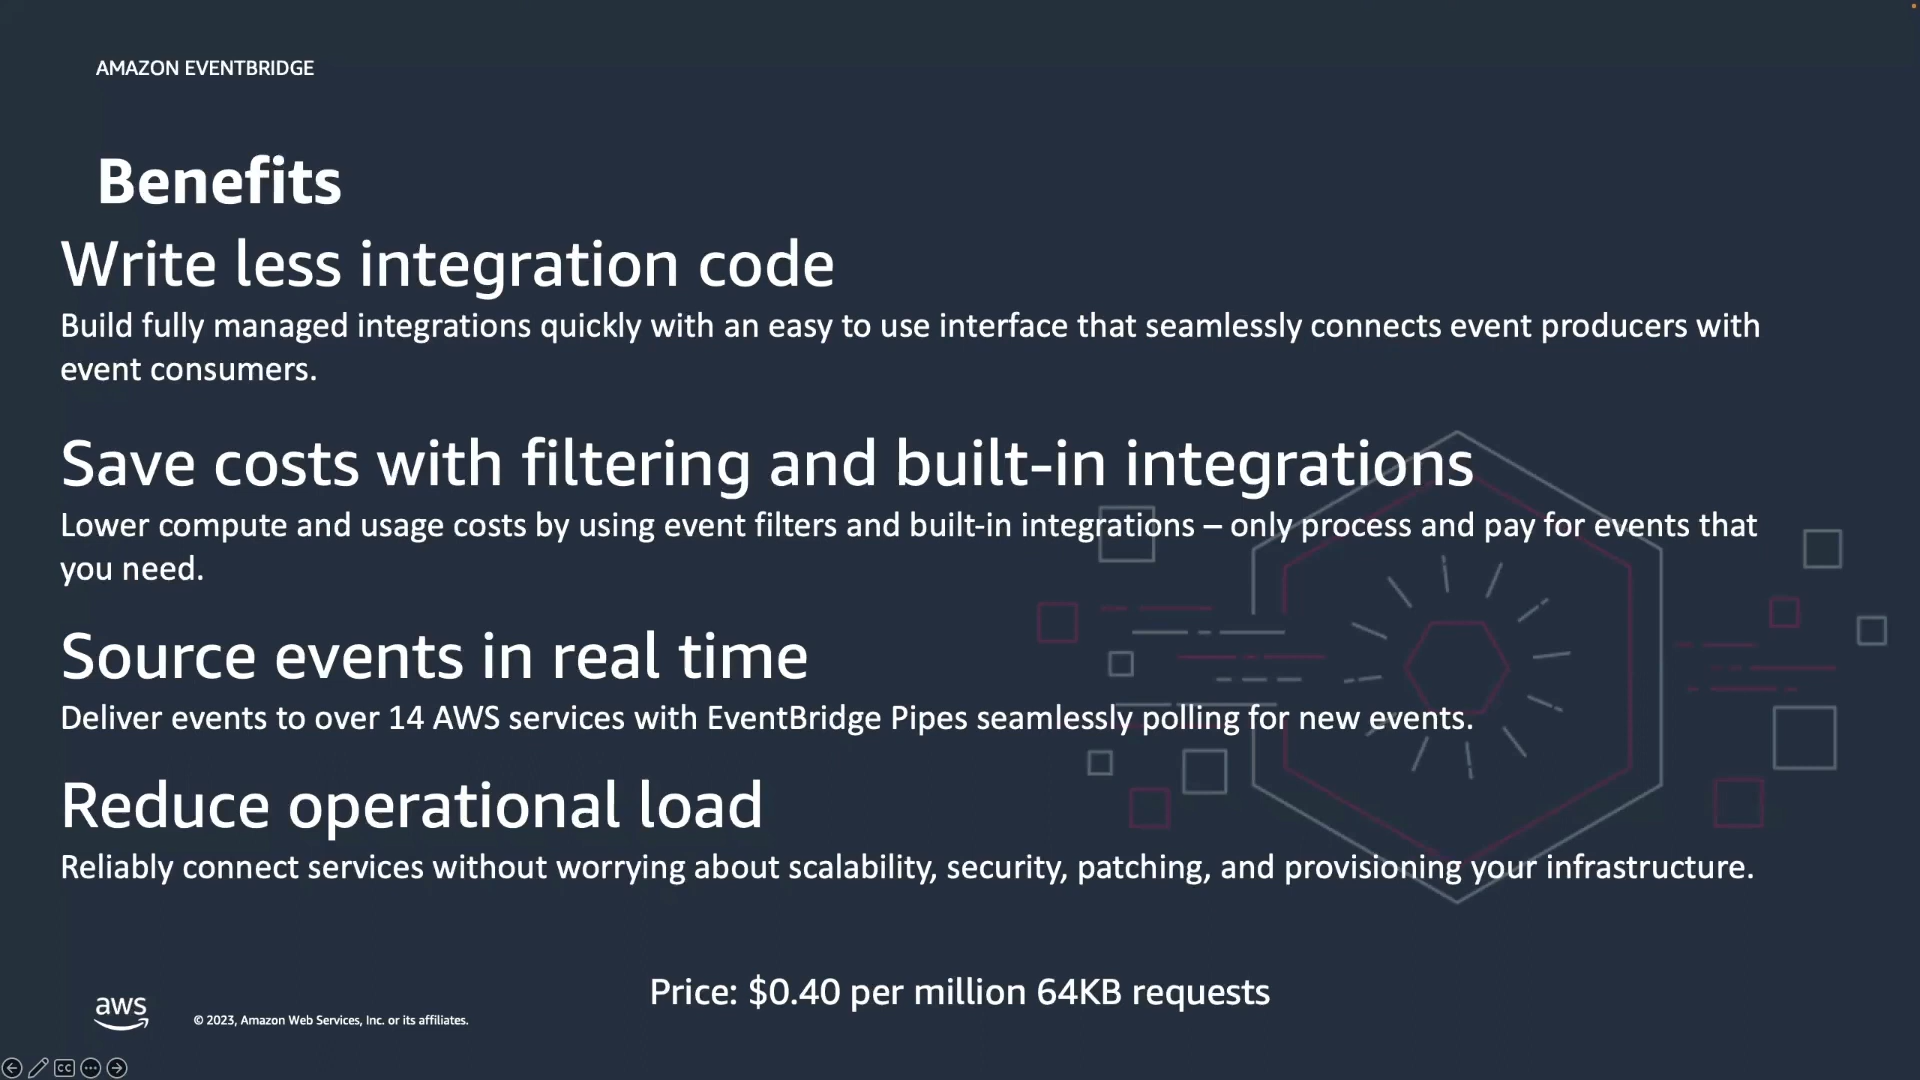 AMAZON EVENTBRIDGE
Benefits
Write less integration code
Build fully managed integrations quickly with an easy to use interface that seamlessly connects event producers with
event consumers.
Save costs with filtering and built-in integrations
Lower compute and usage costs by using event filters and built-in integrations – only process and pay for events that
you need.
Source events in real time
Deliver events to over 14 AWS services with EventBridge Pipes seamlessly polling for new events.
Reduce operational load
Reliably connect services without worrying about scalability, security, patching, and provisioning your infrastructure.
Price: $0.40 per million 64KB requests
aws
© 2023, Amazon Web Services, Inc. or its affiliates.
CC